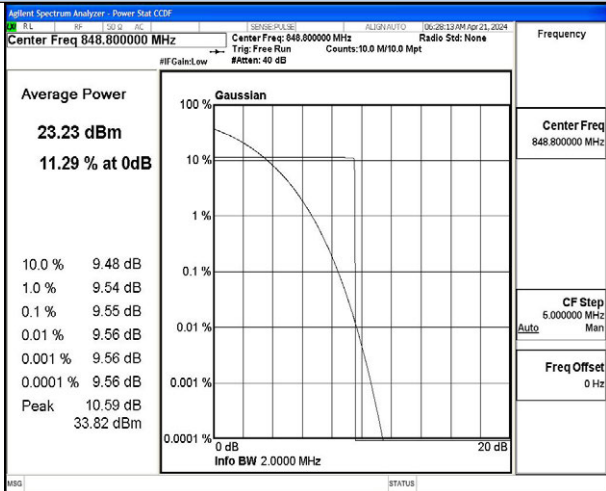 Agilent Spectrum Analyzer - Power Stat CCDF
RL RF 50 Ω AC SENSE:PULSE ALIGNAUTO 06:28:13 AM Apr 21, 2024
Center Freq 848.800000 MHz
Center Freq: 848.800000 MHz Radio Std: None
Trig: Free Run Counts:10.0 M/10.0 Mpt
#IFGain:Low #Atten: 40 dB
Frequency
Average Power
23.23 dBm
11.29 % at 0dB
10.0 % 9.48 dB
1.0 % 9.54 dB
0.1 % 9.55 dB
0.01 % 9.56 dB
0.001 % 9.56 dB
0.0001 % 9.56 dB
Peak 10.59 dB
33.82 dBm
Gaussian
100 %
10 %
1 %
0.1 %
0.01 %
0.001 %
0.0001 %
0 dB 20 dB
Info BW 2.0000 MHz
Center Freq
848.800000 MHz
CF Step
5.000000 MHz
Auto Man
Freq Offset
0 Hz
MSG STATUS